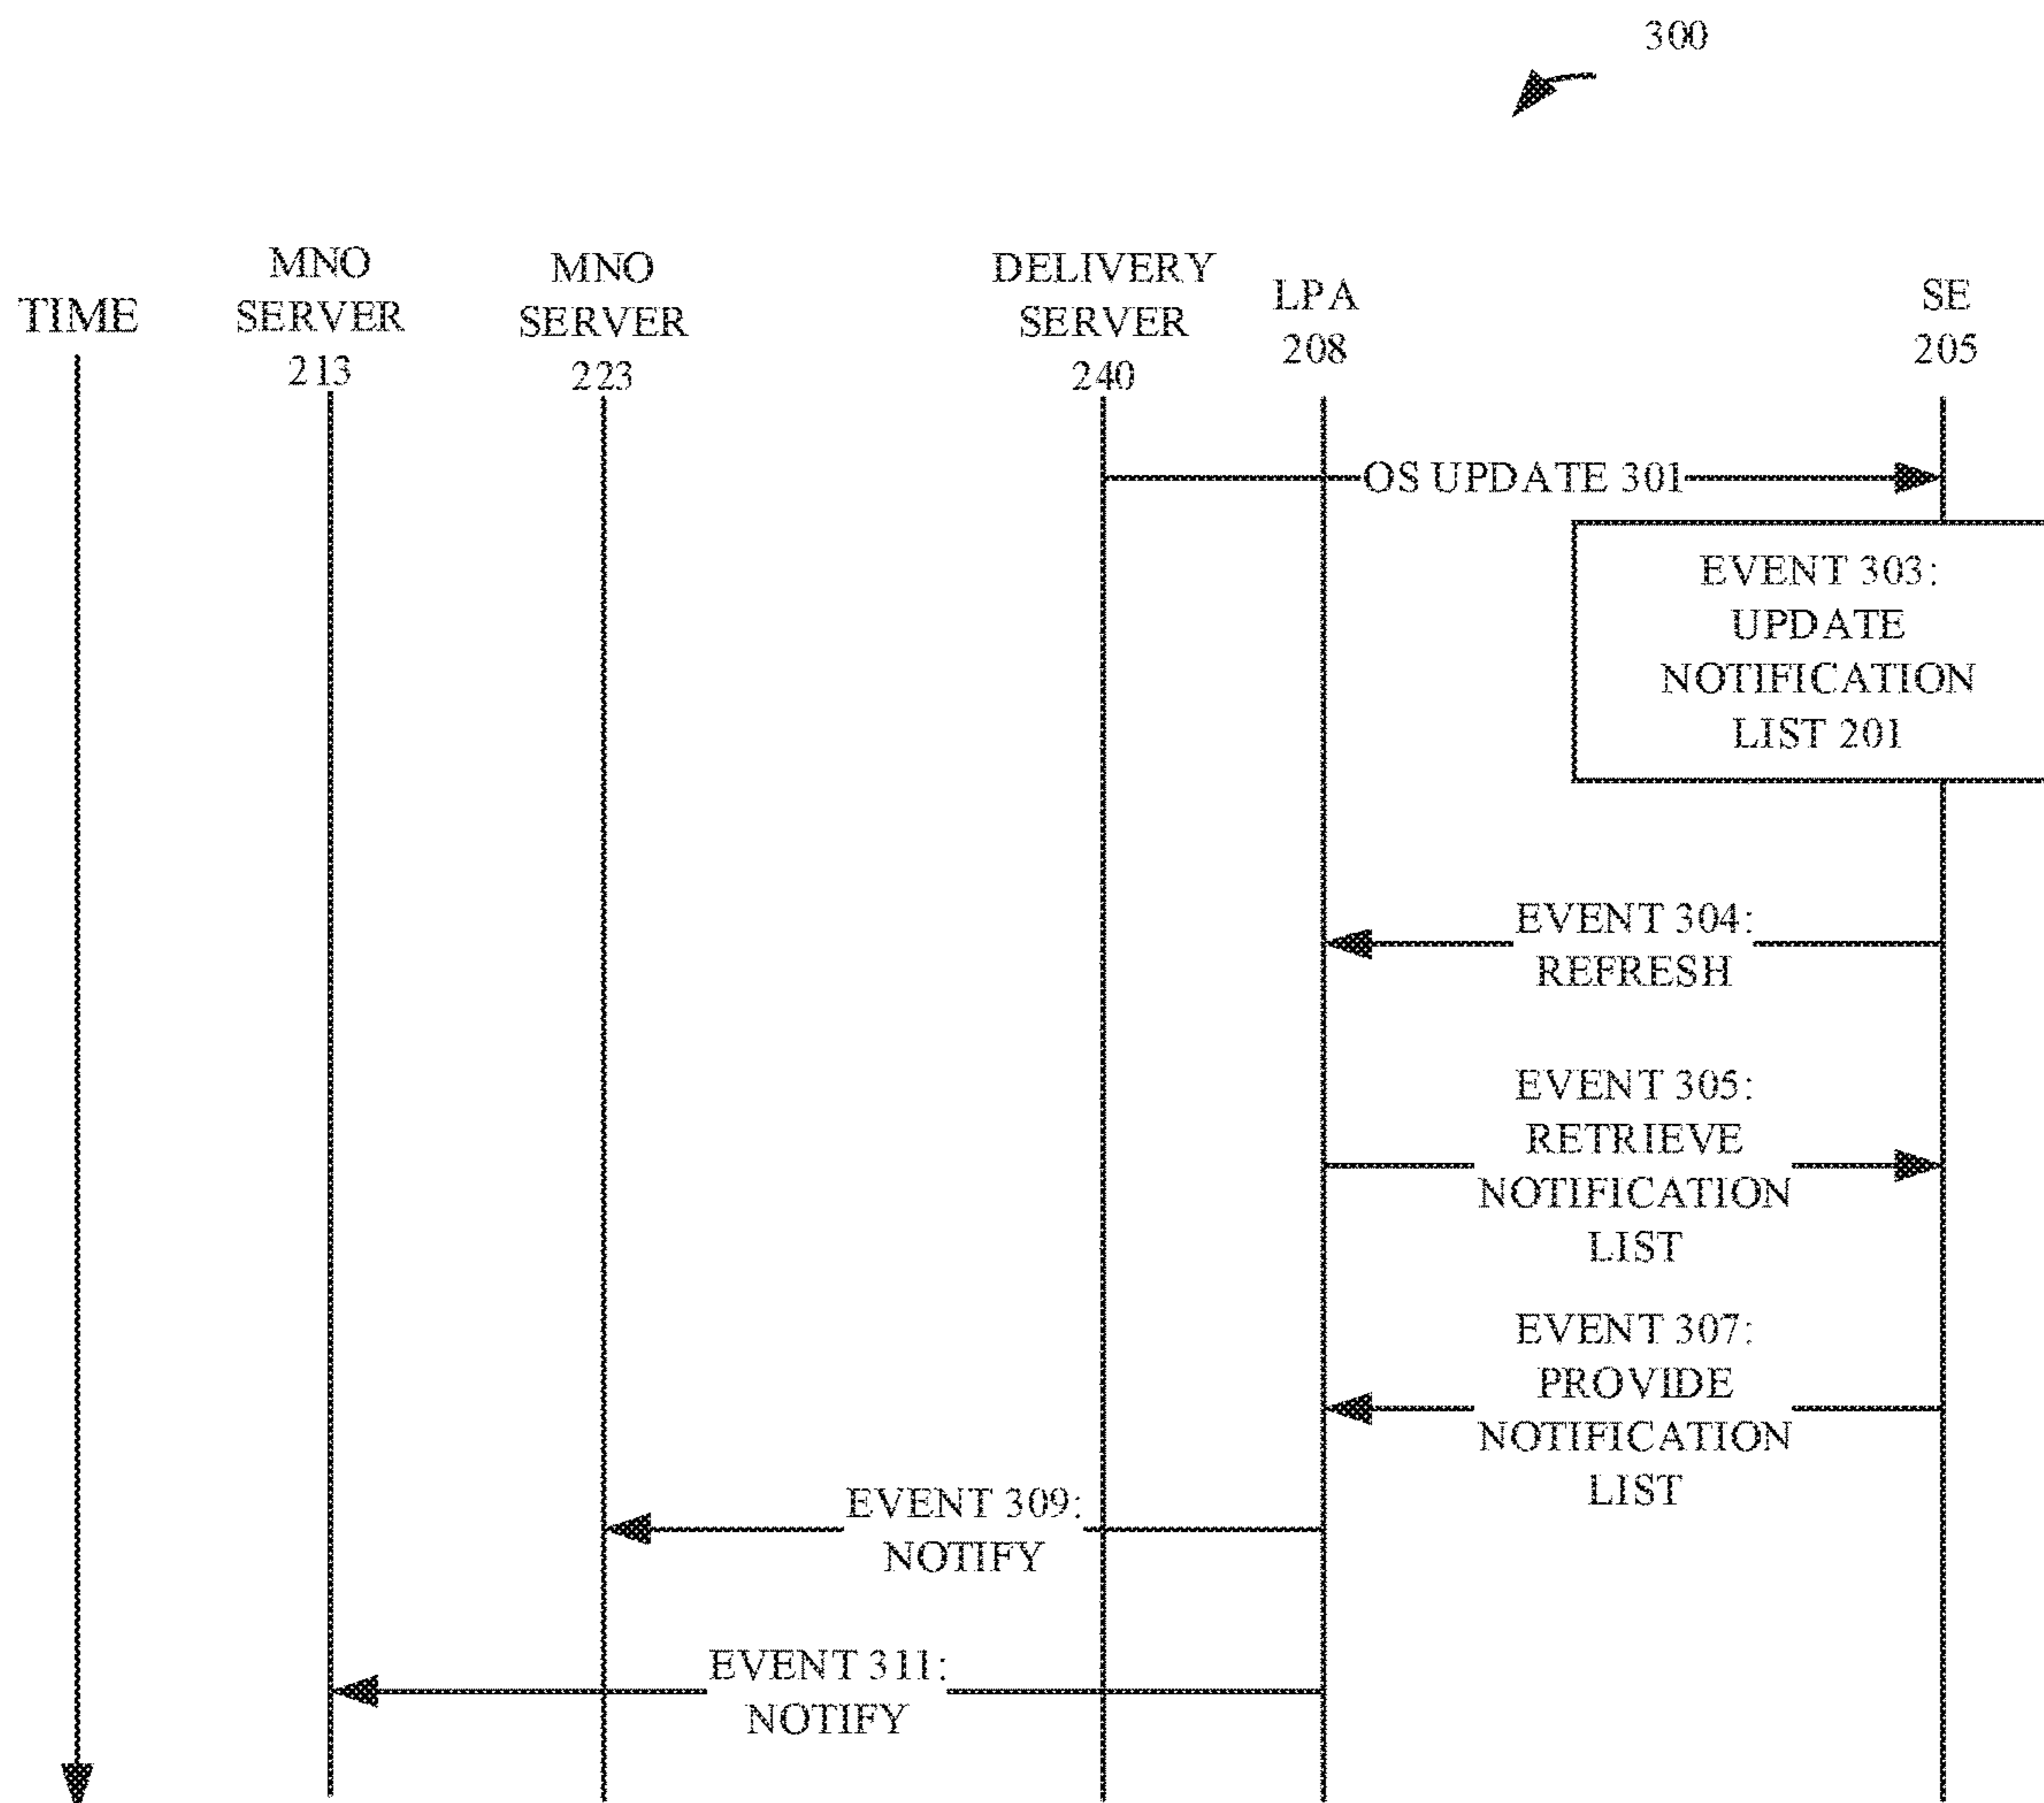 300
TIME
MNO
SERVER
213
MNO
SERVER
223
DELIVERY
SERVER
240
LPA
208
SE
205
OS UPDATE 301
EVENT 303:
UPDATE
NOTIFICATION
LIST 201
EVENT 304:
REFRESH
EVENT 305:
RETRIEVE
NOTIFICATION
LIST
EVENT 307:
PROVIDE
NOTIFICATION
LIST
EVENT 309:
NOTIFY
EVENT 311:
NOTIFY